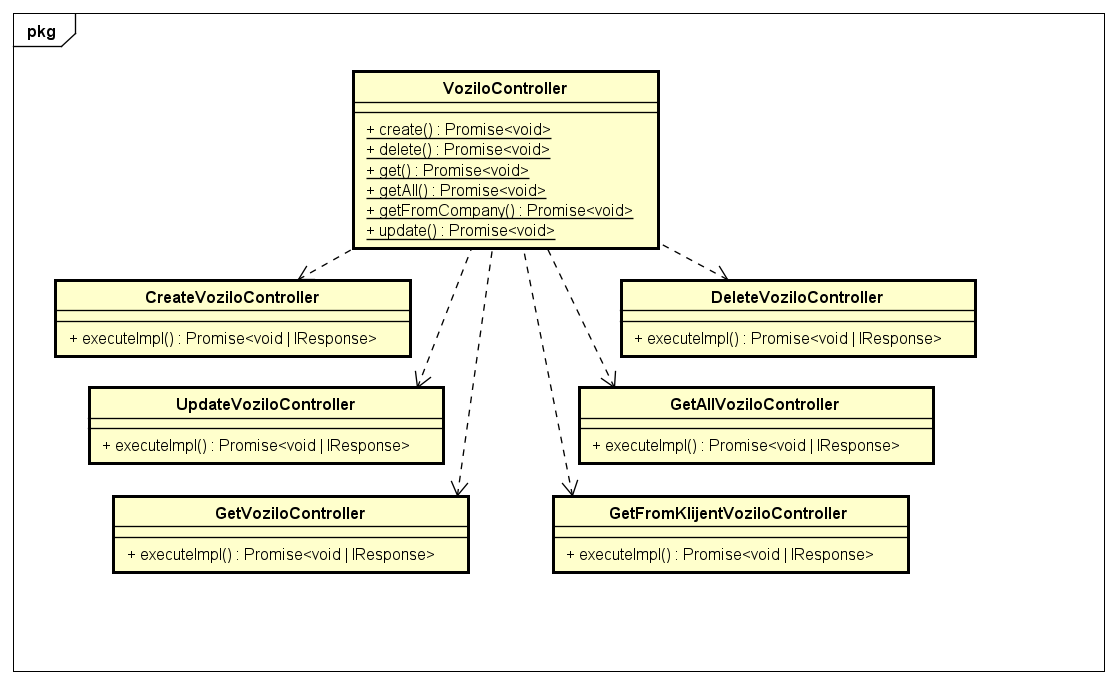 pkg
VoziloController
+ create() : Promise<void>
+ delete() : Promise<void>
+ get() : Promise<void>
+ getAll() : Promise<void>
+ getFromCompany() : Promise<void>
+ update() : Promise<void>
CreateVoziloController
+ executeImpl() : Promise<void | IResponse>
DeleteVoziloController
+ executeImpl() : Promise<void | IResponse>
UpdateVoziloController
+ executeImpl() : Promise<void | IResponse>
GetAllVoziloController
+ executeImpl() : Promise<void | IResponse>
GetVoziloController
+ executeImpl() : Promise<void | IResponse>
GetFromKlijentVoziloController
+ executeImpl() : Promise<void | IResponse>